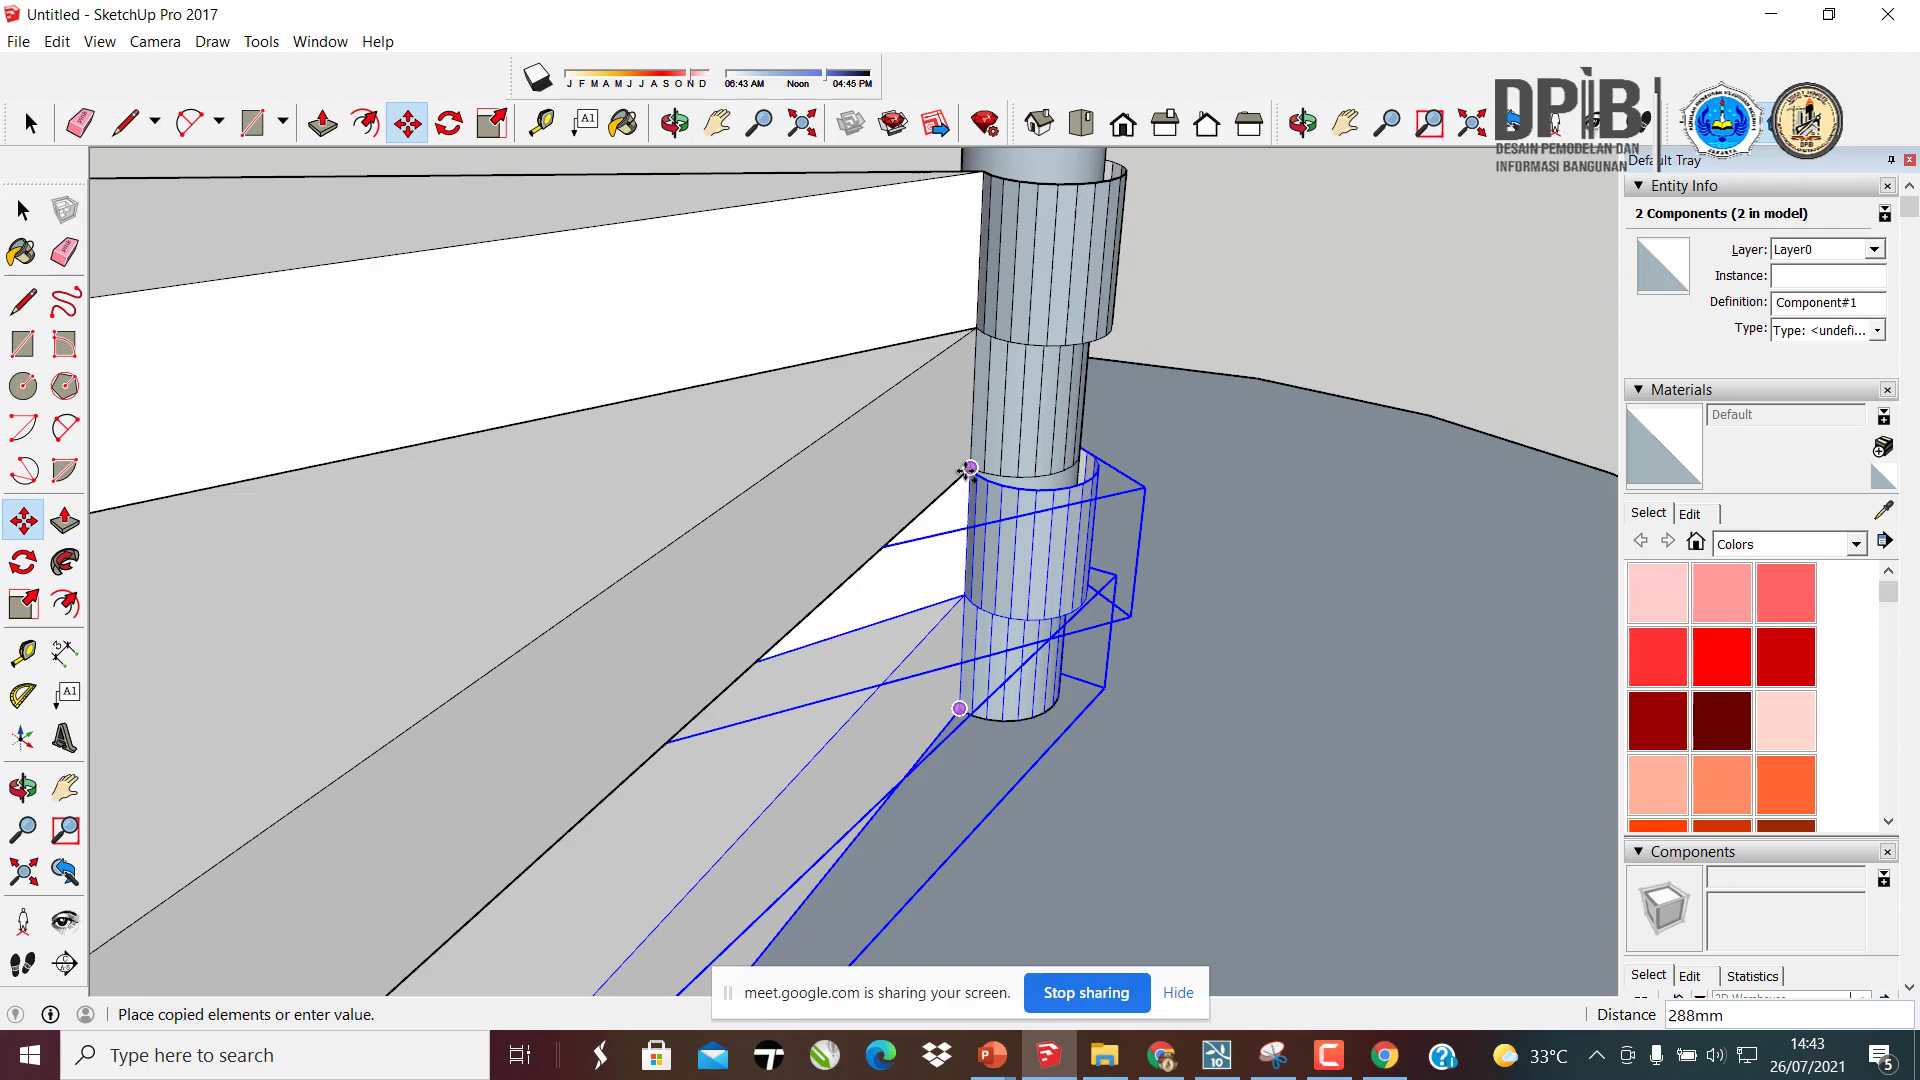 Untitled - SketchUp Pro 2017
File Edit View Camera Draw Tools Window Help
J F M A M J J A S O N D
06:43 AM Noon 04:45 PM
DPIB
DESAIN PEMODELAN DAN
INFORMASI BANGUNAN
Default Tray
Entity Info
2 Components (2 in model)
Layer: Layer0
Instance:
Definition: Component#1
Type: Type: <undefi...
Materials
Default
Select Edit
Colors
Components
Select Edit Statistics
meet.google.com is sharing your screen. Stop sharing Hide
Place copied elements or enter value.
Distance 288mm
Type here to search
33°C
14:43
26/07/2021
5